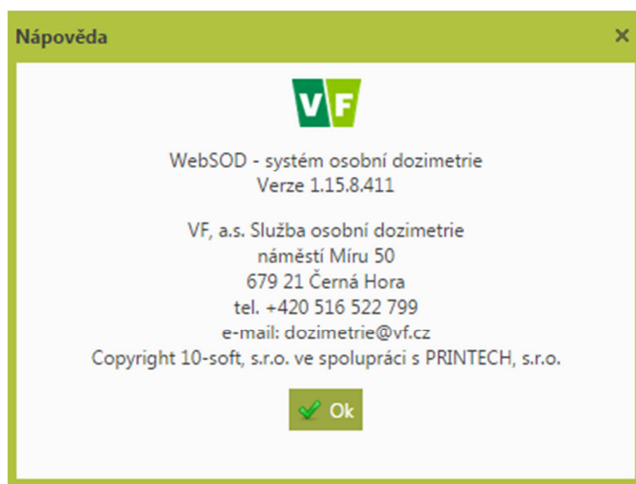 Nápověda
VF
WebSOD - systém osobní dozimetrie
Verze 1.15.8.411
VF, a.s. Služba osobní dozimetrie
náměstí Míru 50
679 21 Černá Hora
tel. +420 516 522 799
e-mail: dozimetrie@vf.cz
Copyright 10-soft, s.r.o. ve spolupráci s PRINTECH, s.r.o.
Ok